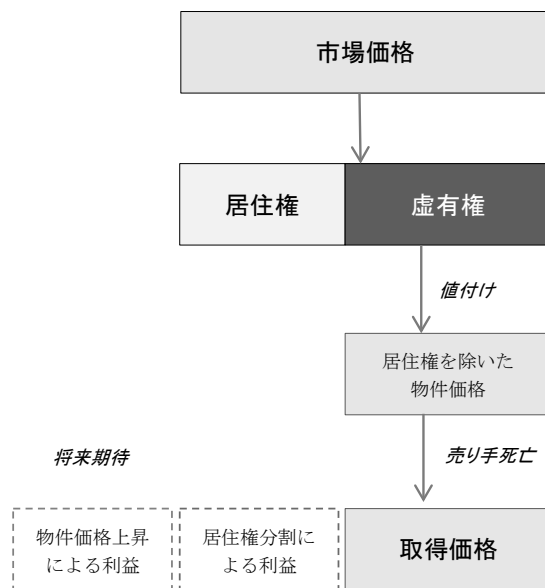 市場価格
居住権
虚有権
値付け
居住権を除いた
物件価格
将来期待
売り手死亡
物件価格上昇
による利益
居住権分割に
よる利益
取得価格